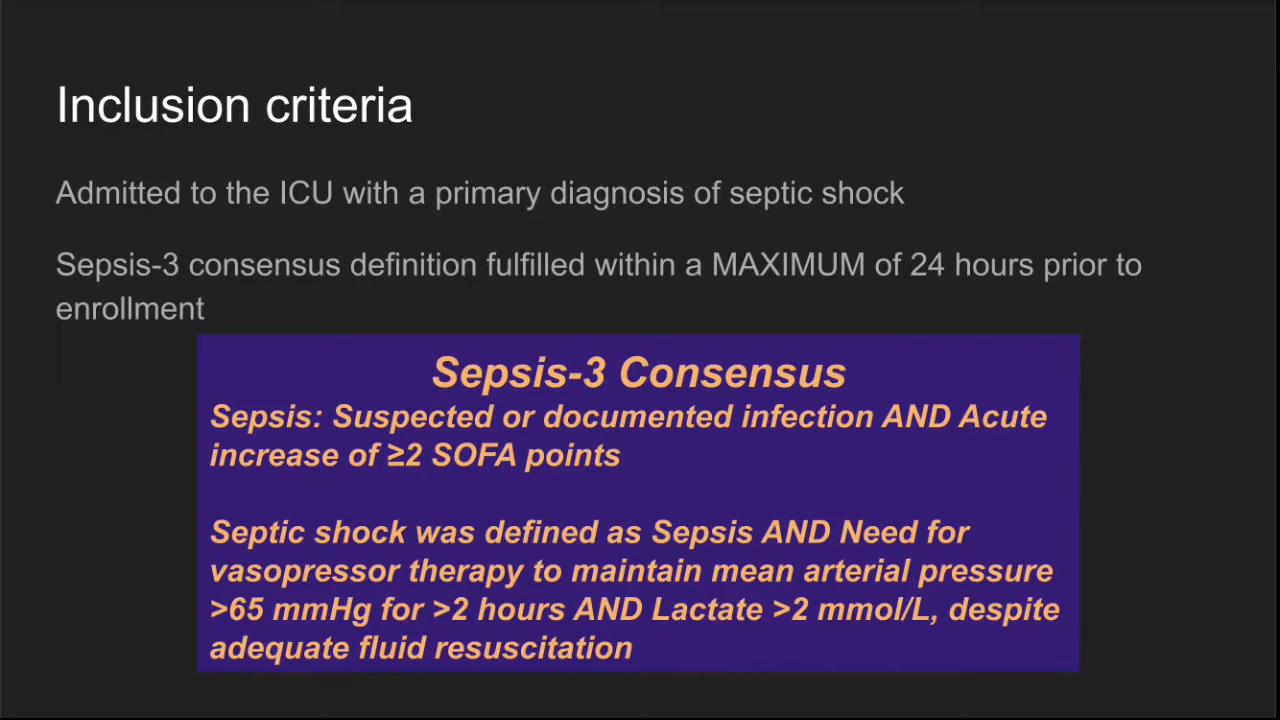 Inclusion criteria
Admitted to the ICU with a primary diagnosis of septic shock
Sepsis-3 consensus definition fulfilled within a MAXIMUM of 24 hours prior to
enrollment
Sepsis-3 Consensus
Sepsis: Suspected or documented infection AND Acute
increase of ≥2 SOFA points
Septic shock was defined as Sepsis AND Need for
vasopressor therapy to maintain mean arterial pressure
>65 mmHg for >2 hours AND Lactate >2 mmol/L, despite
adequate fluid resuscitation